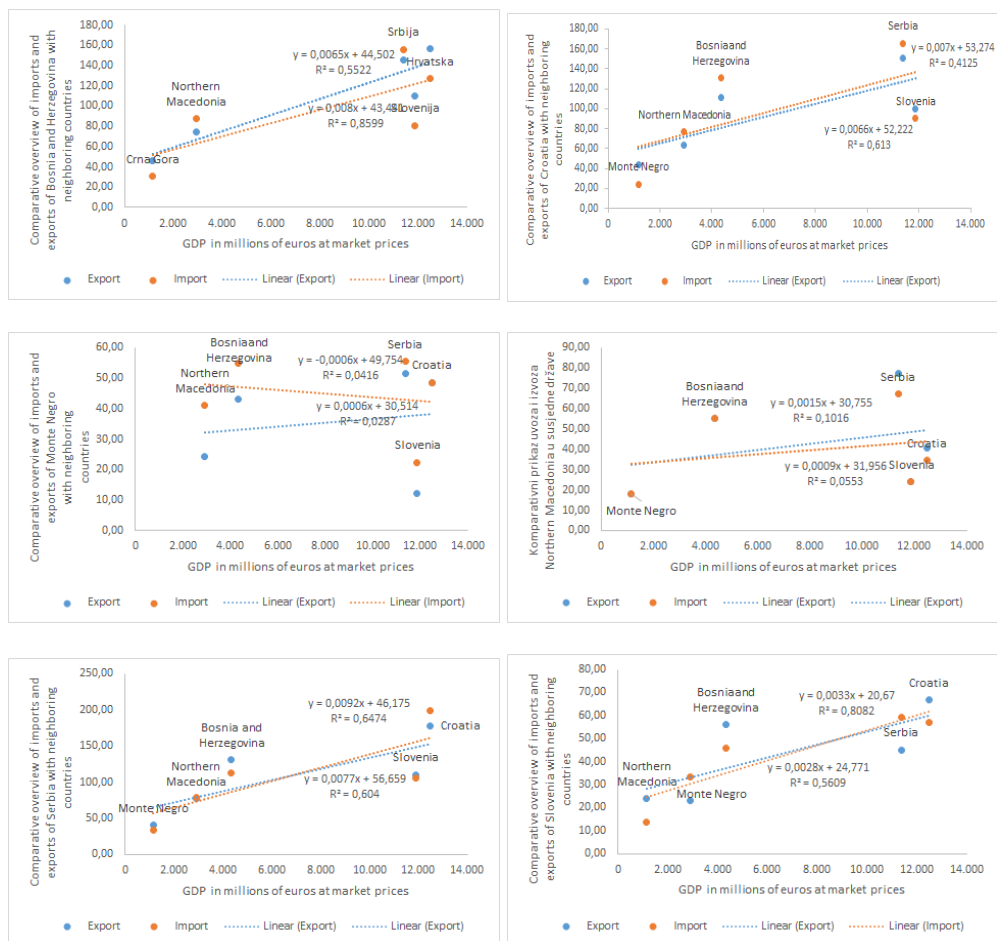 Comparative overview of imports and
exports of Bosnia and Herzegovina with
neighboring countries
180,00
160,00
140,00
120,00
100,00
80,00
60,00
40,00
20,00
0,00
Srbija
y = 0,0065x + 44,502
R² = 0,5522
Hrvatska
Northern
Macedonia
y = 0,008x + 43,441
Slovenija
R² = 0,8599
Crna Gora
0 2.000 4.000 6.000 8.000 10.000 12.000 14.000
GDP in millions of euros at market prices
Export Import Linear (Export) Linear (Import)
Comparative overview of imports and
exports of Croatia with neighboring
countries
180,00
160,00
140,00
120,00
100,00
80,00
60,00
40,00
20,00
0,00
Serbia
Bosniaand
Herzegovina
y = 0,007x + 53,274
R² = 0,4125
Northern Macedonia
Slovenia
y = 0,0066x + 52,222
R² = 0,613
Monte Negro
0 2.000 4.000 6.000 8.000 10.000 12.000 14.000
GDP in millions of euros at market prices
Export Import Linear (Export) Linear (Export)
Comparative overview of imports and
exports of Monte Negro
with neighboring
countries
60,00
50,00
40,00
30,00
20,00
10,00
0,00
Bosniaand
Herzegovina
Serbia
y = -0,0006x + 49,754
R² = 0,0416
Croatia
Northern
Macedonia
y = 0,0006x + 30,514
R² = 0,0287
Slovenia
0 2.000 4.000 6.000 8.000 10.000 12.000 14.000
GDP in millions of euros at market prices
Export Import Linear (Export) Linear (Import)
Komparativni prikaz uvoza i izvoza
Northern Macedonia u susjedne države
90,00
80,00
70,00
60,00
50,00
40,00
30,00
20,00
10,00
0,00
Serbia
Bosniaand
Herzegovina
y = 0,0015x + 30,755
R² = 0,1016
Croatia
y = 0,0009x + 31,956
Slovenia
R² = 0,0553
Monte Negro
0 2.000 4.000 6.000 8.000 10.000 12.000 14.000
GDP in millions of euros at market prices
Export Import Linear (Export) Linear (Export)
Comparative overview of imports and
exports of Serbia with neighboring
countries
250,00
200,00
150,00
100,00
50,00
0,00
y = 0,0092x + 46,175
R² = 0,6474
Croatia
Bosnia and
Herzegovina
Slovenia
Northern
Macedonia
y = 0,0077x + 56,659
R² = 0,604
Monte Negro
0 2.000 4.000 6.000 8.000 10.000 12.000 14.000
GDP in millions of euros at market prices
Export Import Linear (Export) Linear (Export)
Comparative overview of imports and
exports of Slovenia with neighboring
countries
80,00
70,00
60,00
50,00
40,00
30,00
20,00
10,00
0,00
Croatia
Bosniaand
Herzegovina
y = 0,0033x + 20,67
R² = 0,8082
Serbia
Northern
Macedonia
y = 0,0028x + 24,771
R² = 0,5609
Monte Negro
0 2.000 4.000 6.000 8.000 10.000 12.000 14.000
GDP in millions of euros at market prices
Export Import Linear (Export) Linear (Import)